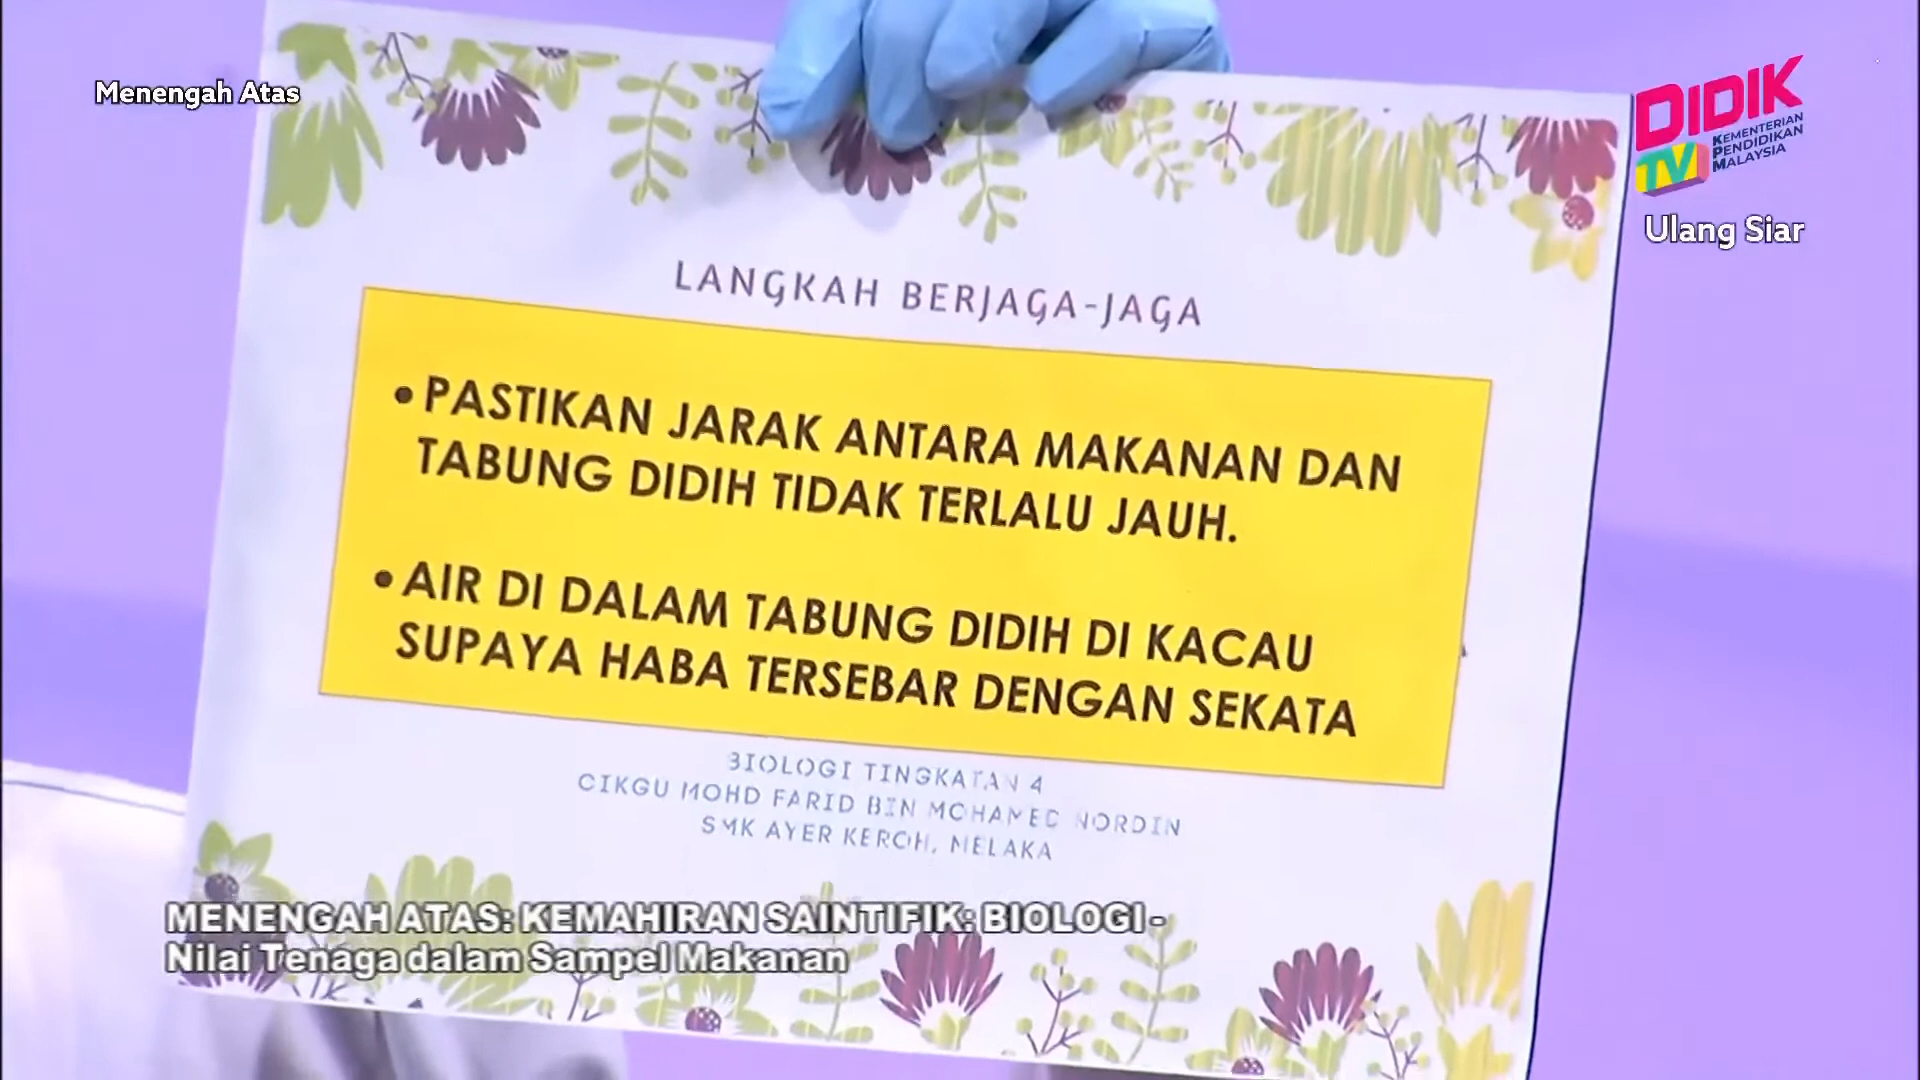 Menengah Atas
DIDIK
TV
KEMENTERIAN
PENDIDIKAN
MALAYSIA
Ulang Siar
LANGKAH BERJAGA-JAGA
• PASTIKAN JARAK ANTARA MAKANAN DAN
TABUNG DIDIH TIDAK TERLALU JAUH.
• AIR DI DALAM TABUNG DIDIH DI KACAU
SUPAYA HABA TERSEBAR DENGAN SEKATA
BIOLOGI TINGKATAN 4
CIKGU MOHD FARID BIN MOHAMED NORDIN
SMK AYER KEROH, MELAKA
MENENGAH ATAS: KEMAHIRAN SAINTIFIK: BIOLOGI -
Nilai Tenaga dalam Sampel Makanan